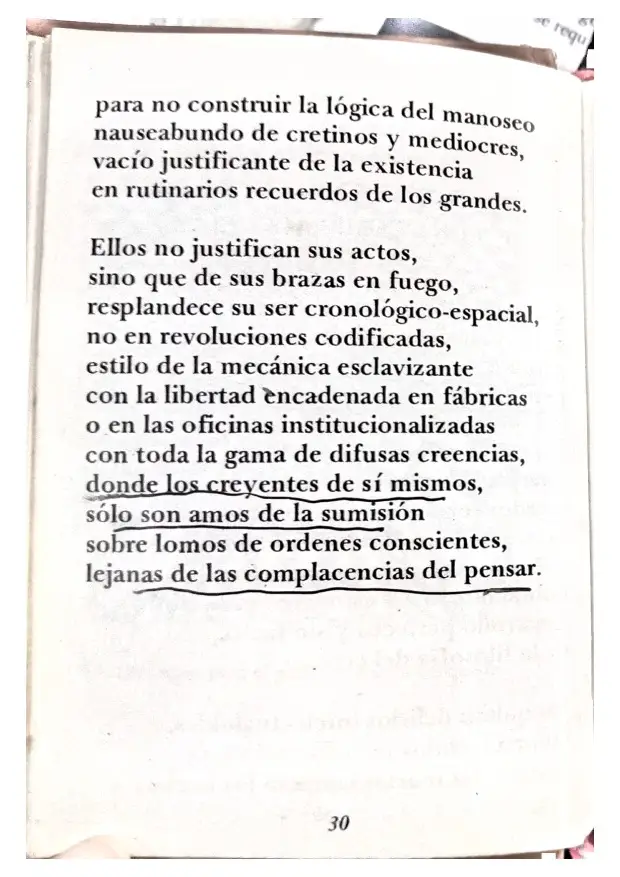 se requ
para no construir la lógica del manoseo
nauseabundo de cretinos y mediocres,
vacío justificante de la existencia
en rutinarios recuerdos de los grandes.
Ellos no justifican sus actos,
sino que de sus brazas en fuego,
resplandece su ser cronológico-espacial,
no en revoluciones codificadas,
estilo de la mecánica esclavizante
con la libertad encadenada en fábricas
o en las oficinas institucionalizadas
con toda la gama de difusas creencias,
donde los creyentes de sí mismos,
sólo son amos de la sumisión
sobre lomos de ordenes conscientes,
lejanas de las complacencias del pensar.
30